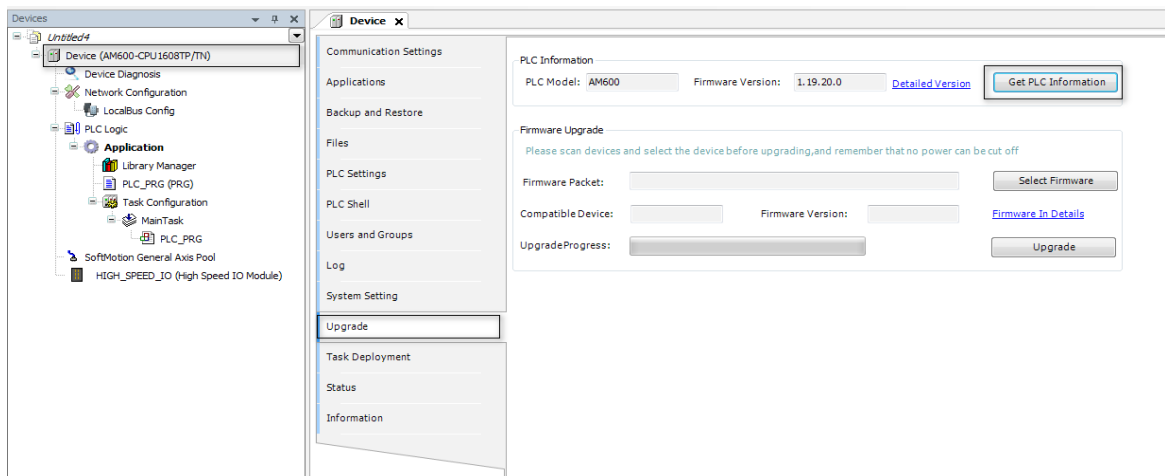 Devices
Untitled4
Device (AM600-CPU1608TP/TN)
Device Diagnosis
Network Configuration
LocalBus Config
PLC Logic
Application
Library Manager
PLC_PRG (PRG)
Task Configuration
MainTask
PLC_PRG
SoftMotion General Axis Pool
HIGH_SPEED_IO (High Speed IO Module)
Device
Communication Settings
Applications
Backup and Restore
Files
PLC Settings
PLC Shell
Users and Groups
Log
System Setting
Upgrade
Task Deployment
Status
Information
PLC Information
PLC Model: AM600 Firmware Version: 1.19.20.0 Detailed Version Get PLC Information
Firmware Upgrade
Please scan devices and select the device before upgrading,and remember that no power can be cut off
Firmware Packet: Select Firmware
Compatible Device: Firmware Version: Firmware In Details
UpgradeProgress: Upgrade